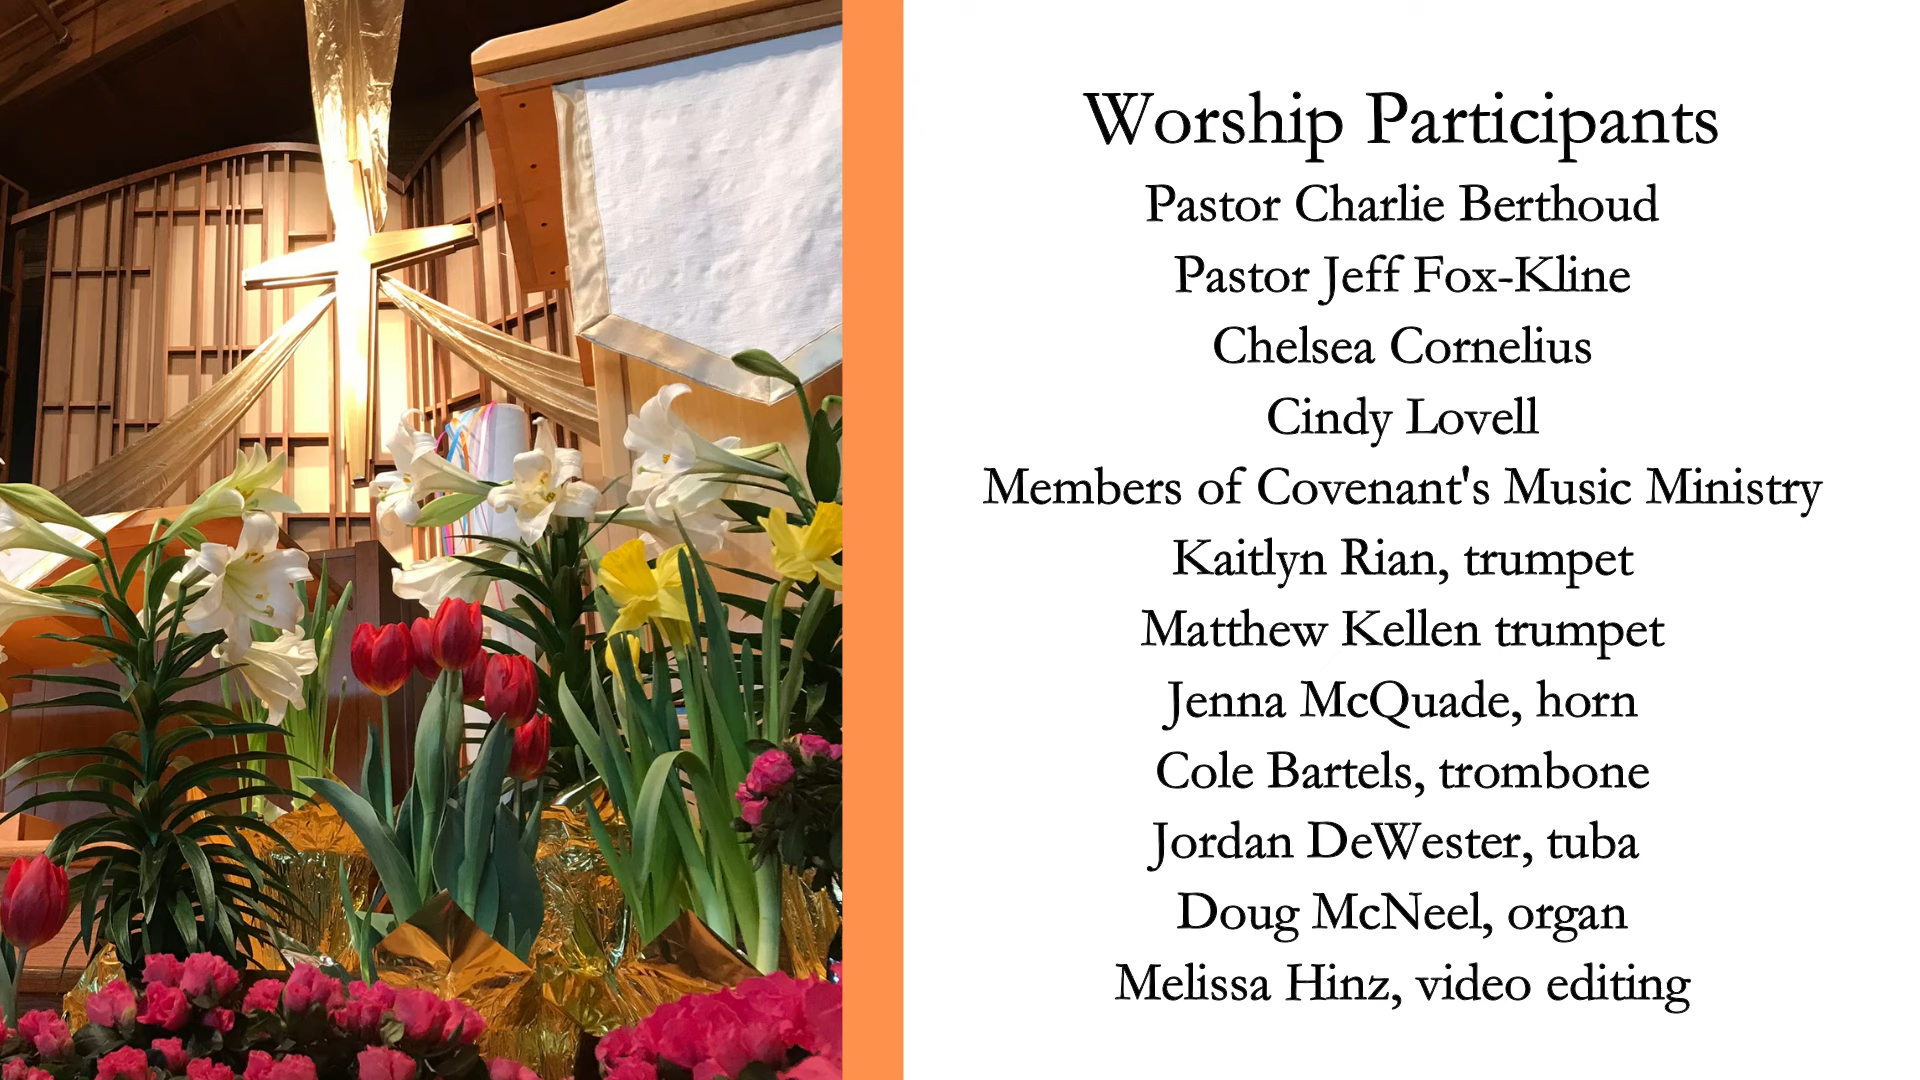 Worship Participants
Pastor Charlie Berthoud
Pastor Jeff Fox-Kline
Chelsea Cornelius
Cindy Lovell
Members of Covenant's Music Ministry
Kaitlyn Rian, trumpet
Matthew Kellen trumpet
Jenna McQuade, horn
Cole Bartels, trombone
Jordan DeWester, tuba
Doug McNeel, organ
Melissa Hinz, video editing